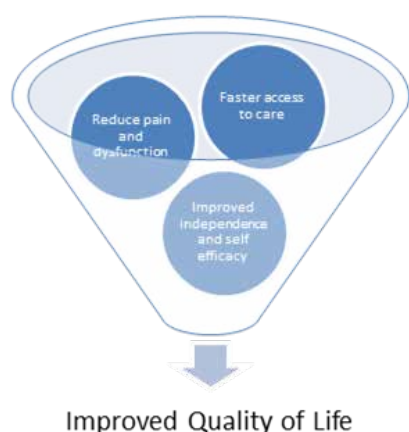 Faster access
to care
Reduce pain
and
dysfunction
Improved
independence
and self
efficacy
Improved Quality of Life